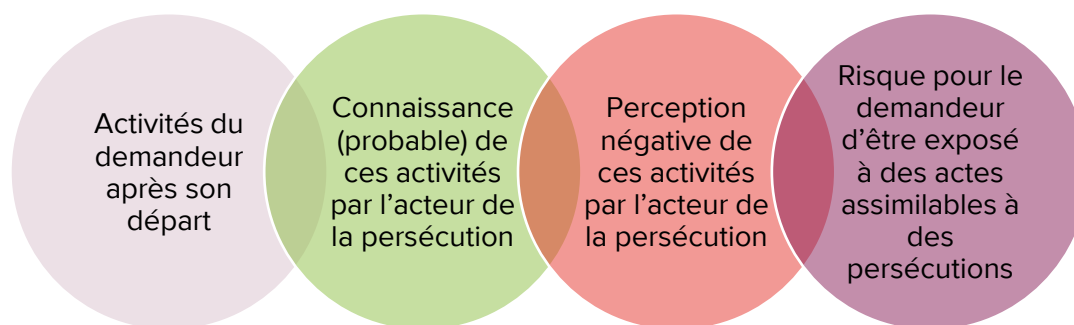 Activités du
demandeur
après son
départ
Connaissance
(probable) de
ces activités
par l’acteur de
la persécution
Perception
négative de
ces activités
par l’acteur de
la persécution
Risque pour le
demandeur
d’être exposé
à des actes
assimilables à
des
persécutions